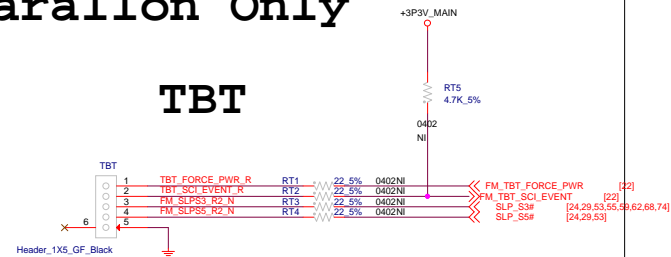 arallon Only
+3P3V_MAIN
TBT
RT5
4.7K_5%
0402
NI
TBT
1 TBT_FORCE_PWR_R RT1 22_5% 0402NI FM_TBT_FORCE_PWR [22]
2 TBT_SCI_EVENT_R RT2 22_5% 0402NI FM_TBT_SCI_EVENT [22]
3 FM_SLPS3_R2_N RT3 22_5% 0402NI SLP_S3# [24,29,53,55,59,62,68,74]
4 FM_SLPS5_R2_N RT4 22_5% 0402NI SLP_S5# [24,29,53]
6 5
Header_1X5_GF_Black